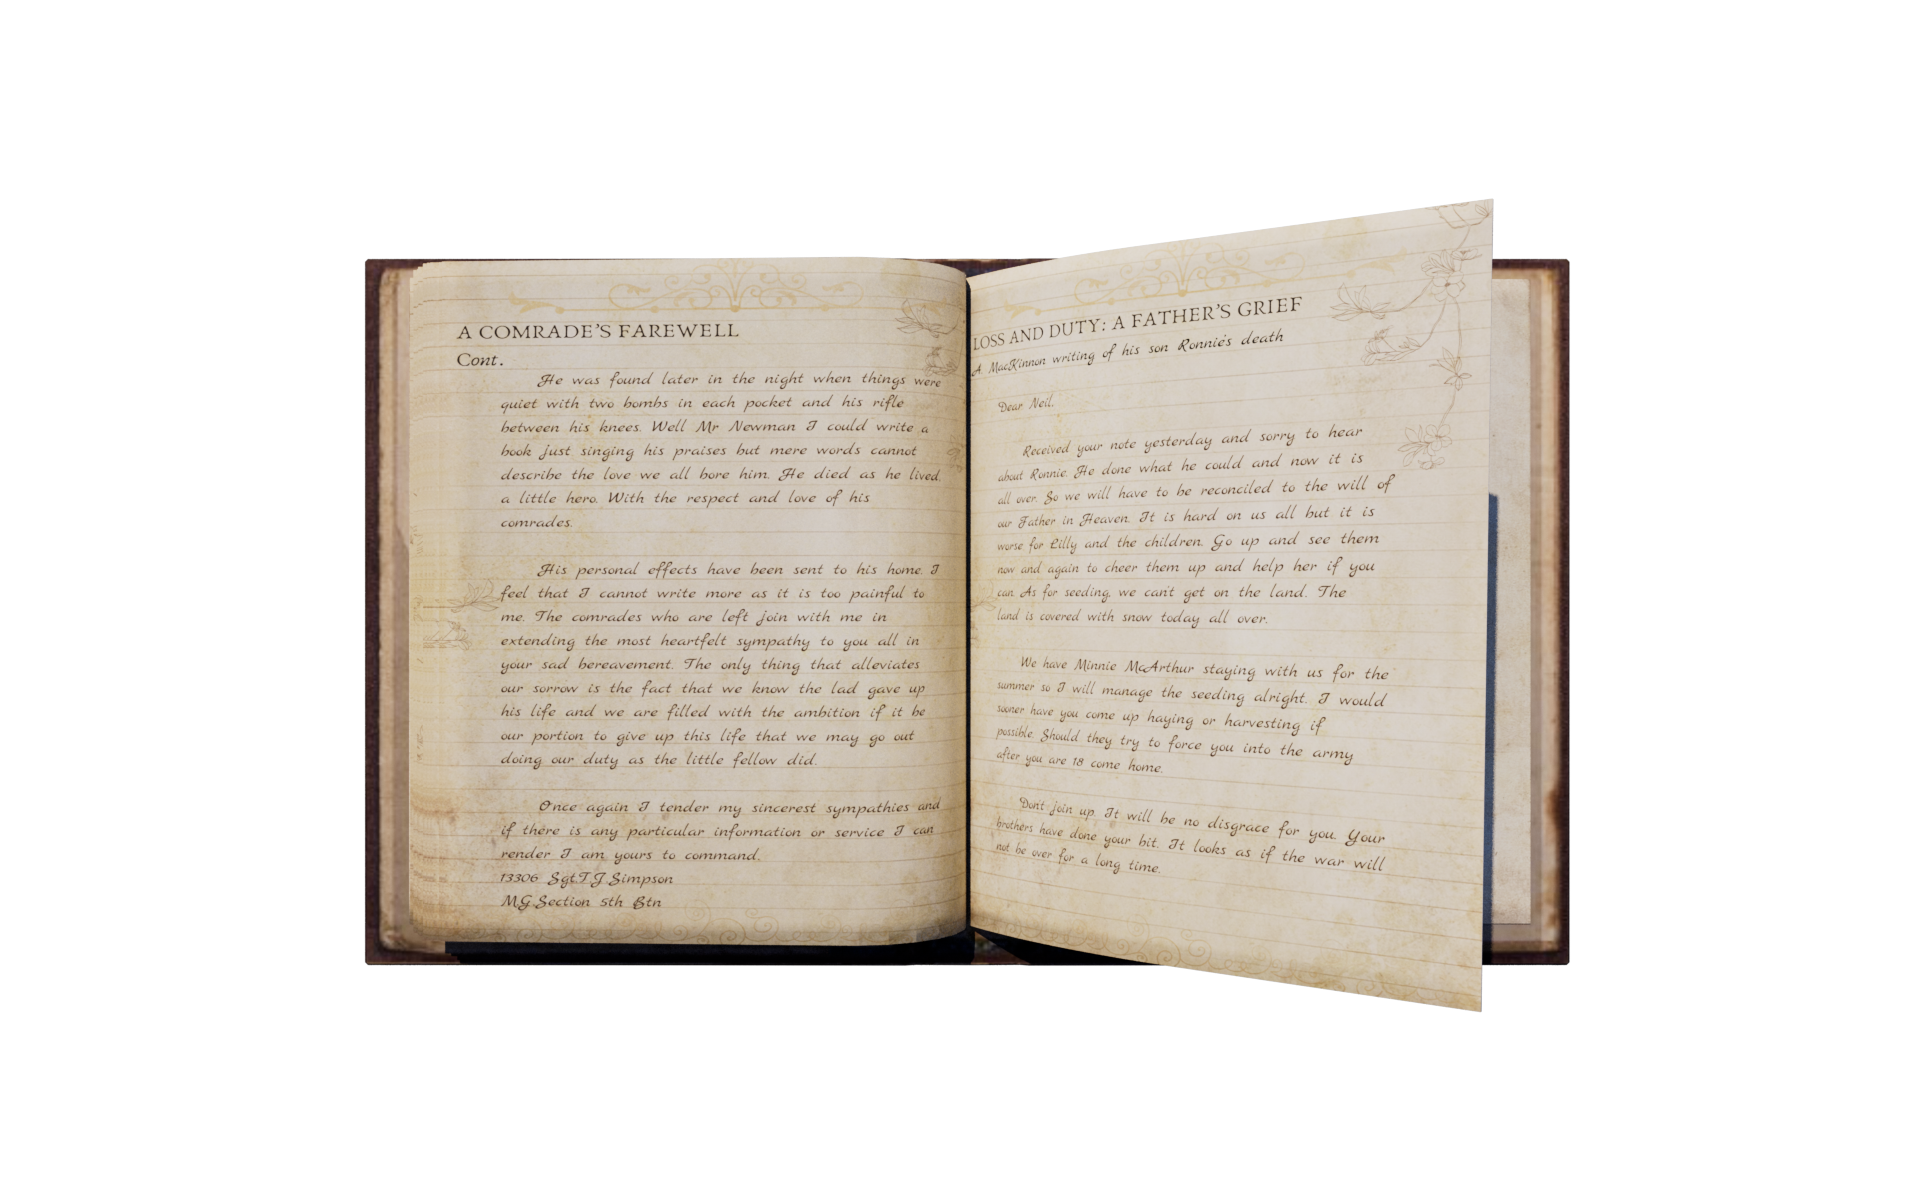 A COMRADE'S FAREWELL
Cont.
He was found later in the night when things were
quiet with two bombs in each pocket and his rifle
between his knees. Well Mr Newman I could write a
book just singing his praises but mere words cannot
describe the love we all bore him. He died as he lived,
a little hero. With the respect and love of his
comrades.
His personal effects have been sent to his home. I
feel that I cannot write more as it is too painful to
me. The comrades who are left join with me in
extending the most heartfelt sympathy to you all in
your sad bereavement. The only thing that alleviates
our sorrow is the fact that we know the lad gave up
his life and we are filled with the ambition if it be
our portion to give up this life that we may go out
doing our duty as the little fellow did.
Once again I tender my sincerest sympathies and
if there is any particular information or service I can
render I am yours to command.
13306 Sgt.T.J.Simpson
M.G.Section 5th Btn
LOSS AND DUTY: A FATHER'S GRIEF
A. MacKinnon writing of his son Ronnie's death
Dear Neil,
Received your note yesterday and sorry to hear
about Ronnie. He done what he could and now it is
all over. So we will have to be reconciled to the will of
our Father in Heaven. It is hard on us all but it is
worse for Lilly and the children. Go up and see them
now and again to cheer them up and help her if you
can. As for seeding, we can't get on the land. The
land is covered with snow today all over.
We have Minnie McArthur staying with us for the
summer so I will manage the seeding alright. I would
sooner have you come up haying or harvesting if
possible. Should they try to force you into the army
after you are 18 come home.
Don't join up. It will be no disgrace for you. Your
brothers have done your bit. It looks as if the war will
not be over for a long time.